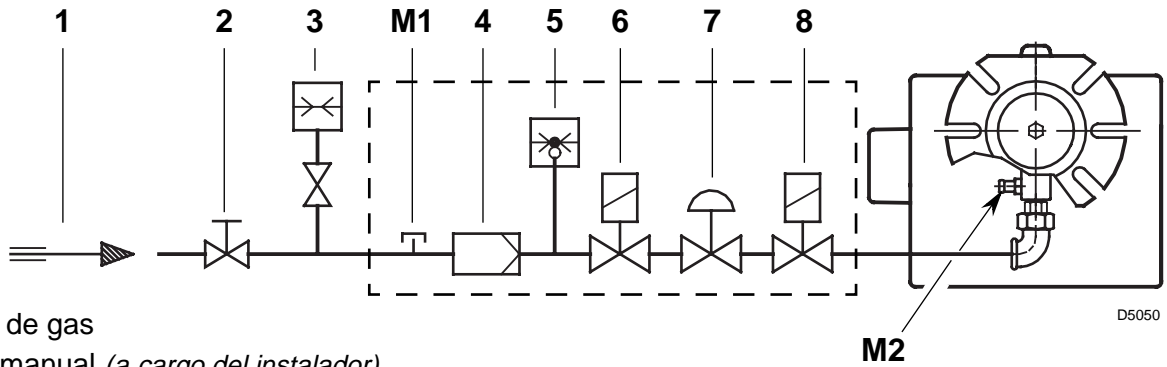 1 2 3 M1 4 5 6 7 8
D5050
de gas
M2
manual (a cargo del instalador)